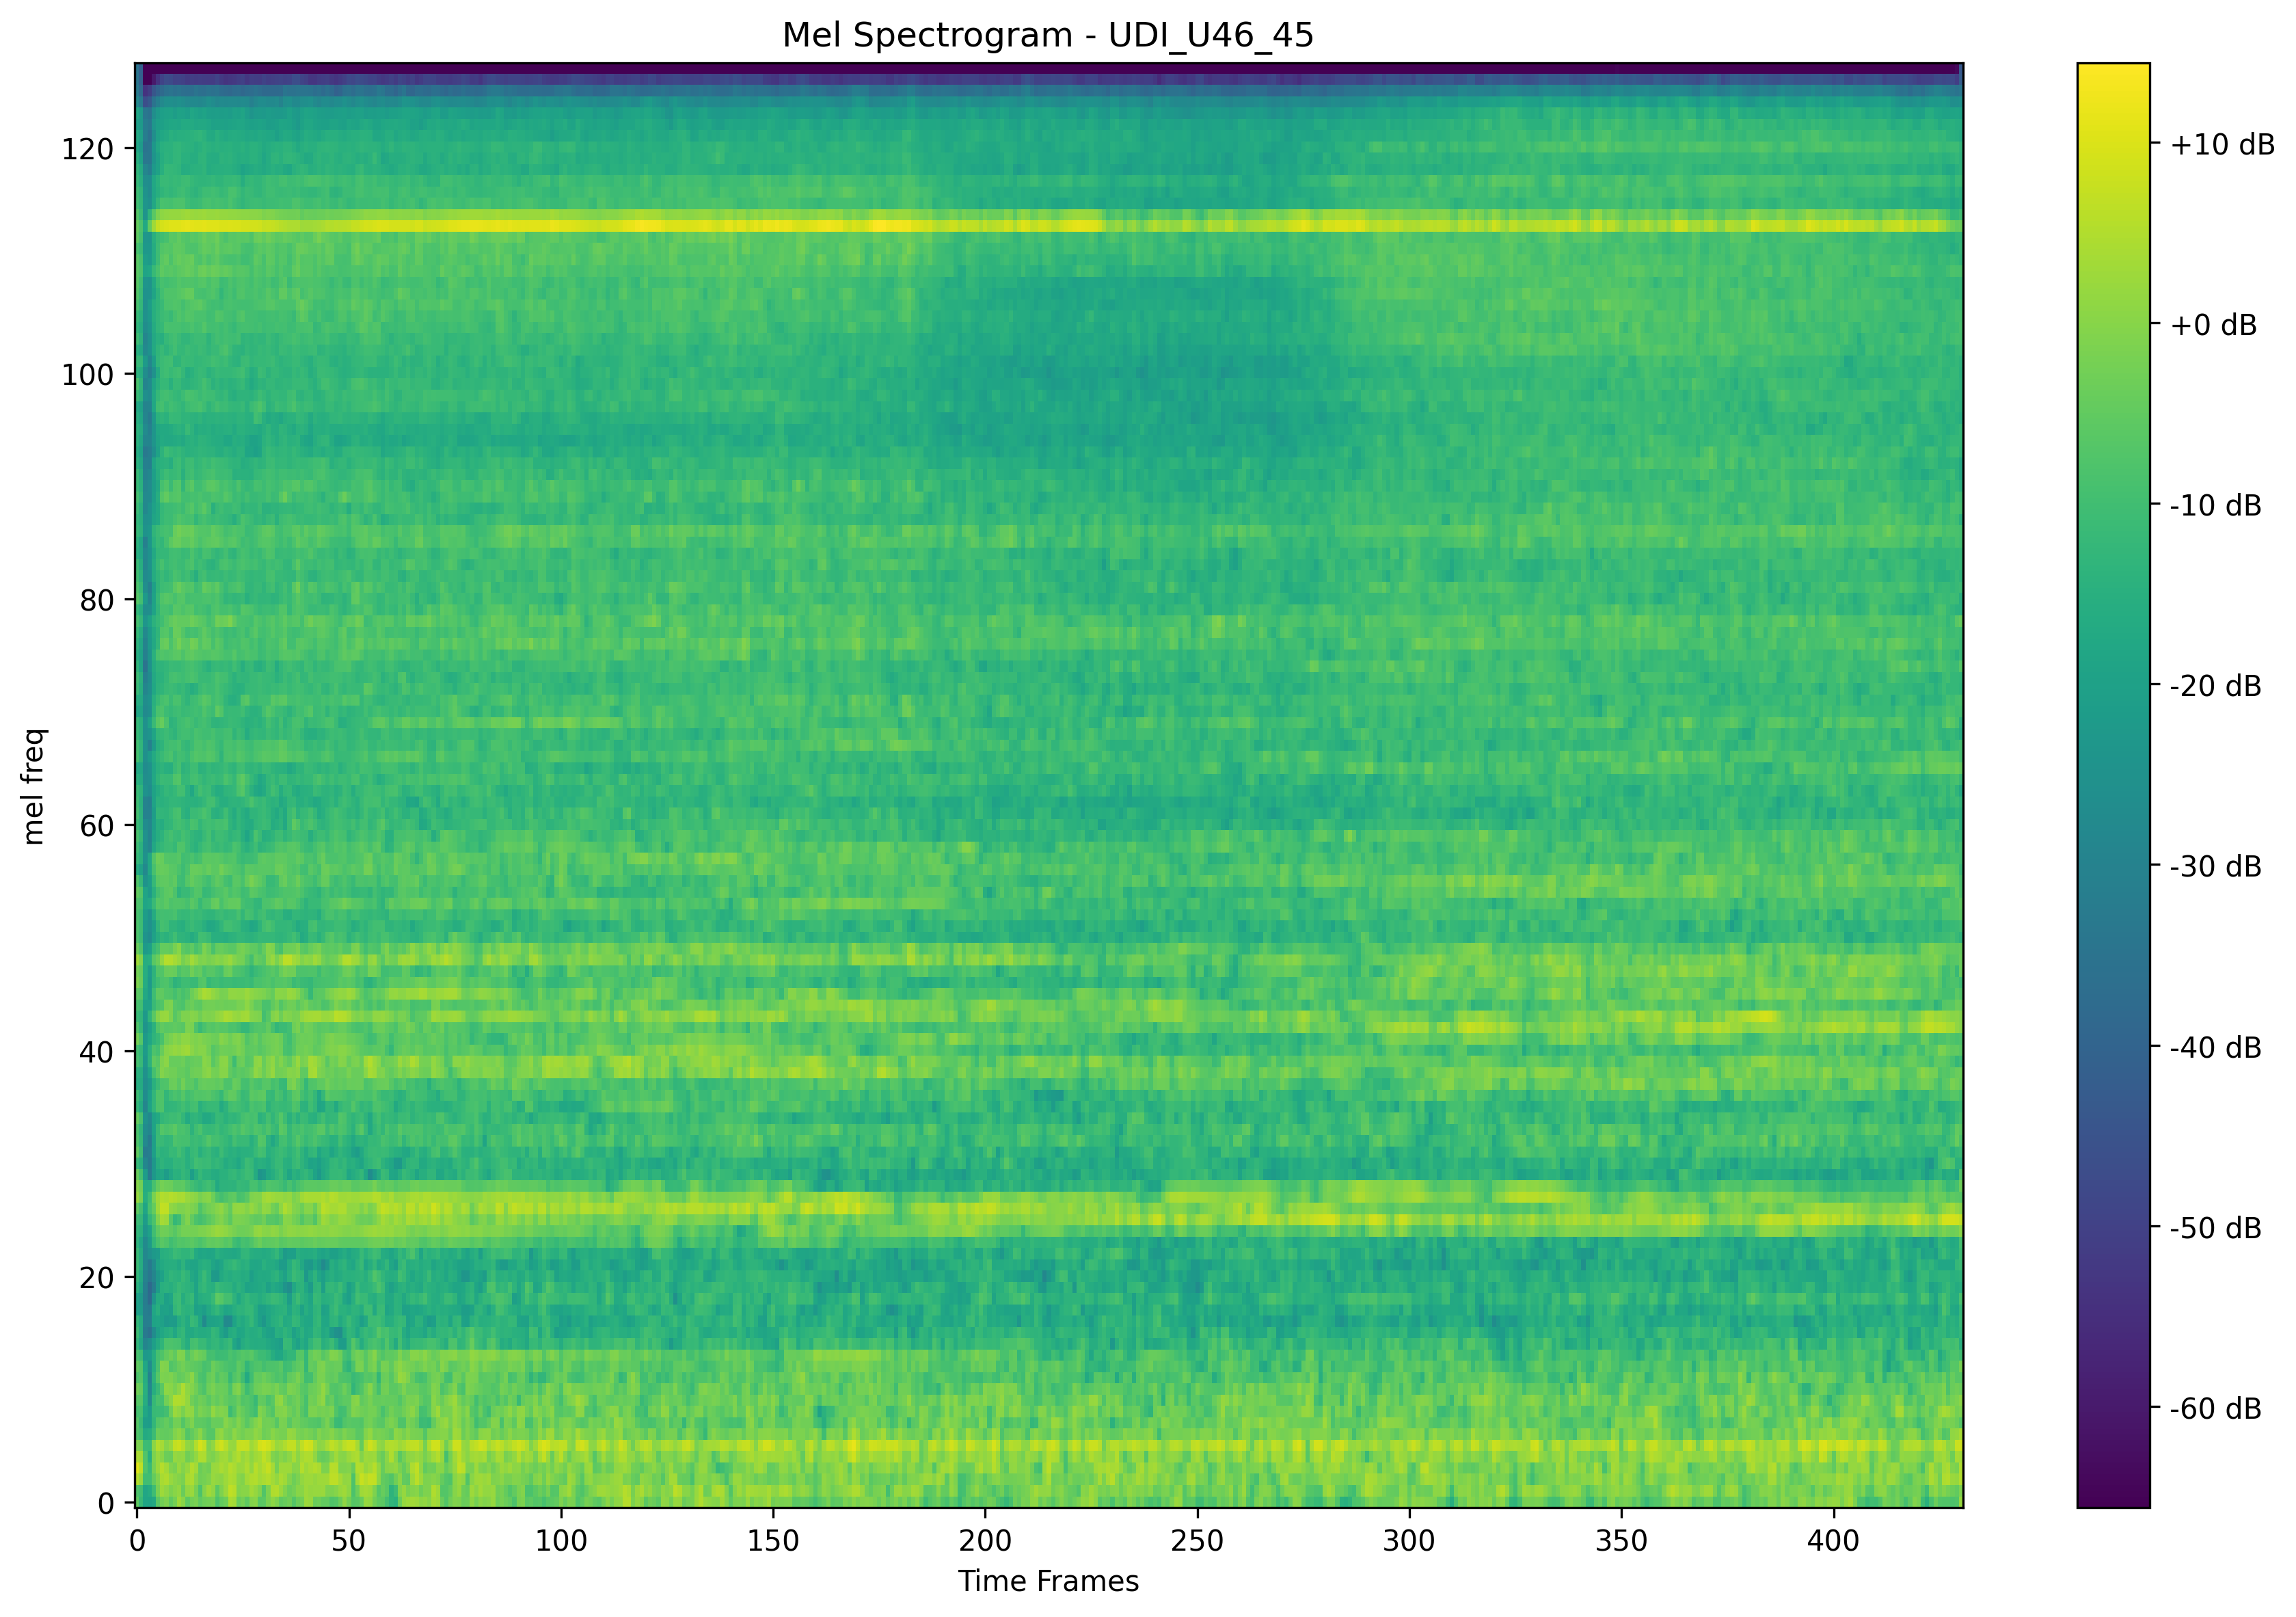 Mel Spectrogram - UDI_U46_45
mel freq
120
100
80
60
40
20
0
0 50 100 150 200 250 300 350 400
Time Frames
+10 dB
+0 dB
-10 dB
-20 dB
-30 dB
-40 dB
-50 dB
-60 dB